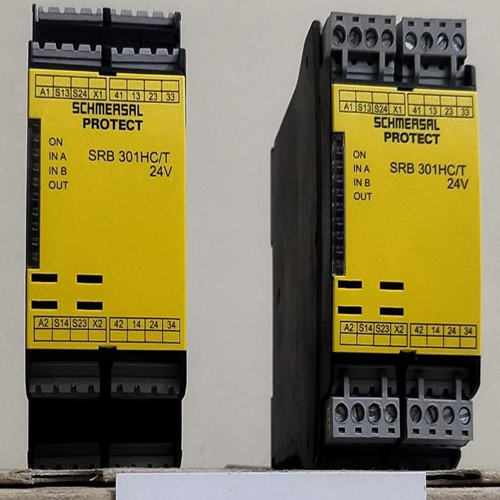 A1 S13 S24 X1 41 13 23 33
SCHMERSAL
PROTECT
ON
IN A
IN B
OUT
SRB 301HC/T
24V
A2 S14 S23 X2 42 14 24 34
A1 S13 S24 X1 41 13 23 33
SCHMERSAL
PROTECT
ON
IN A
IN B
OUT
SRB 301HC/T
24V
A2 S14 S23 X2 42 14 24 34